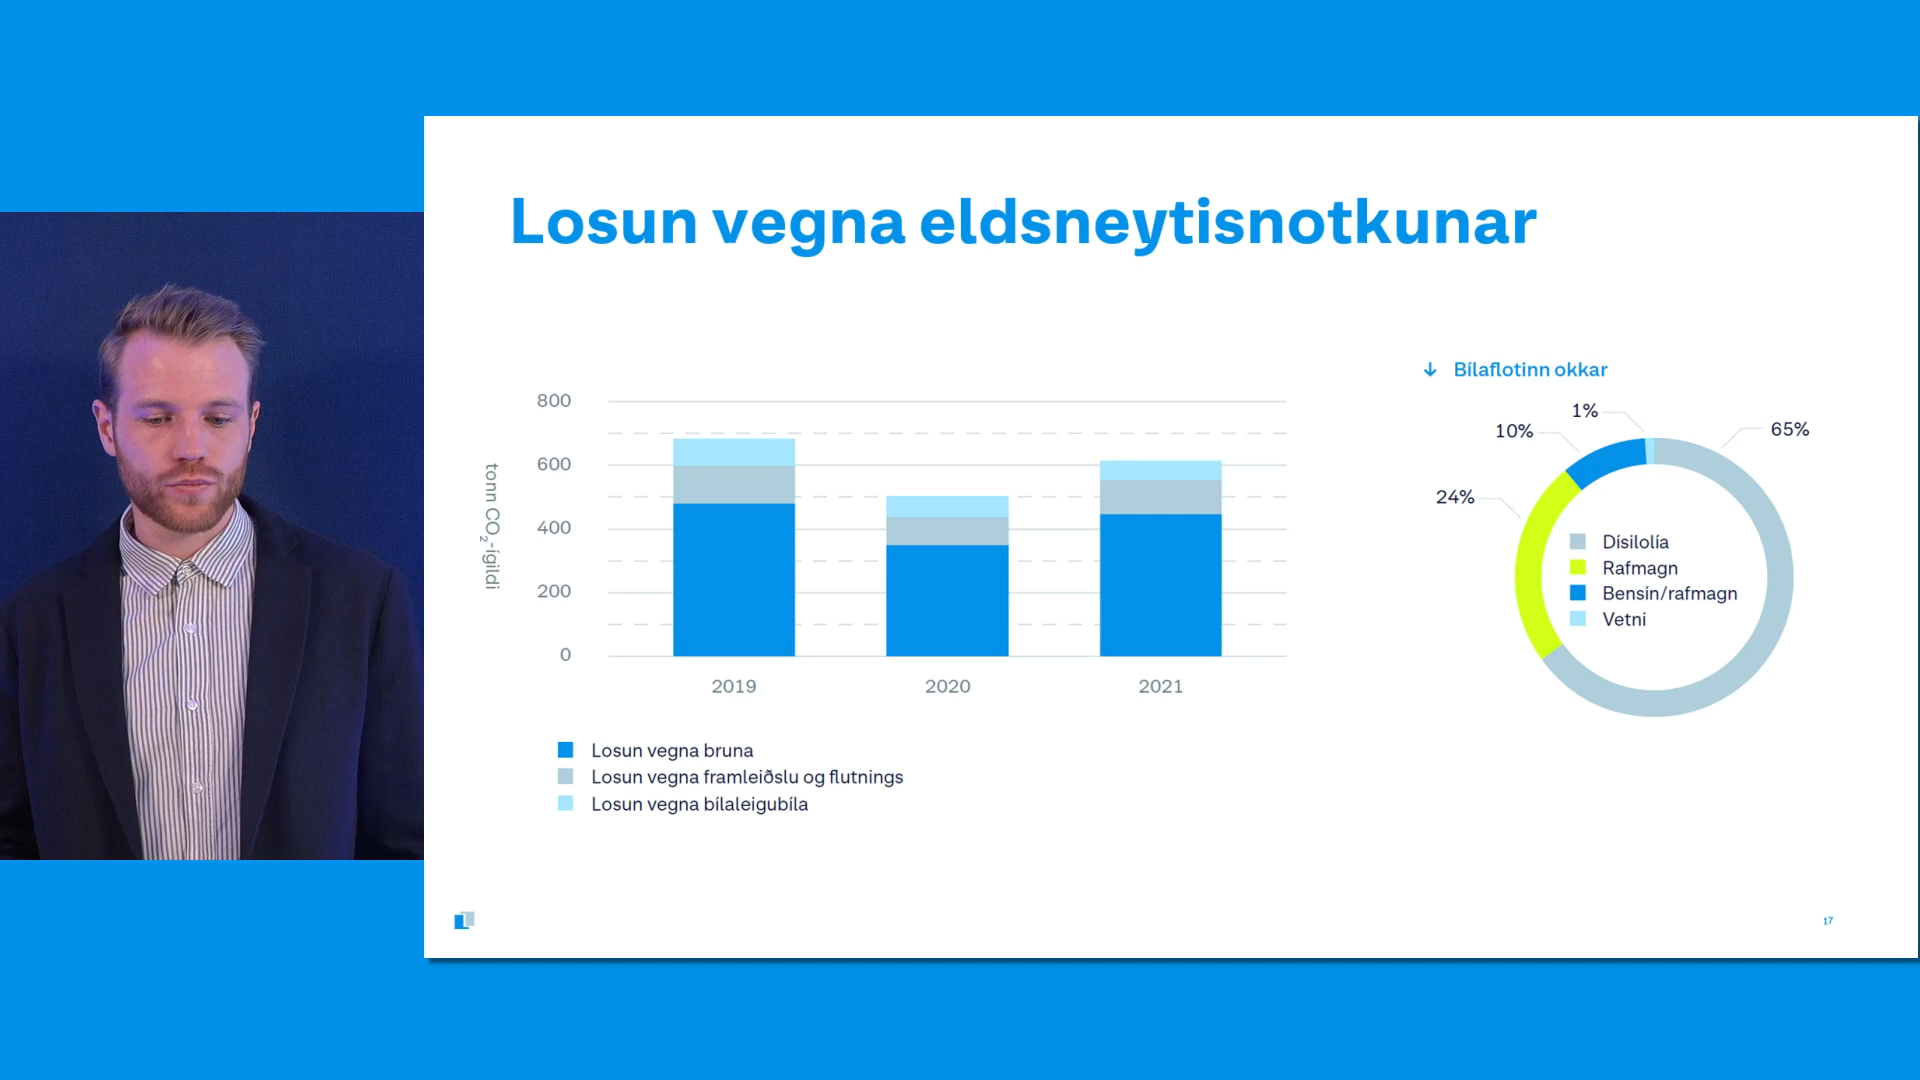 Losun vegna eldsneytisnotkunar
tonn CO₂-ígildi
800
600
400
200
0
2019
2020
2021
Losun vegna bruna
Losun vegna framleiðslu og flutnings
Losun vegna bílaleigubíla
↓ Bílaflotinn okkar
1%
10%
65%
24%
Dísilolía
Rafmagn
Bensín/rafmagn
Vetni
17